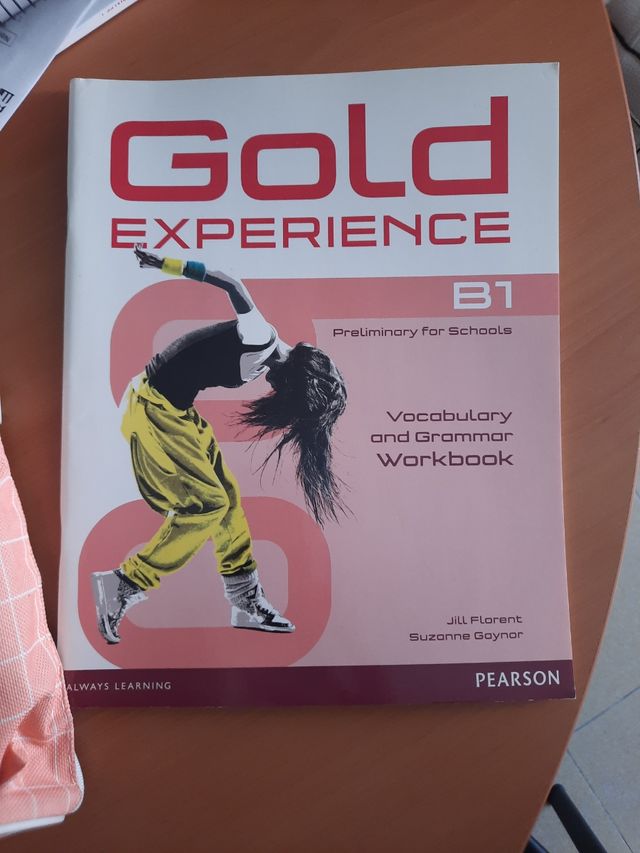 Gold
EXPERIENCE
B1
Preliminary for Schools
Vocabulary
and Grammar
Workbook
Jill Florent
Suzanne Gaynor
ALWAYS LEARNING
PEARSON